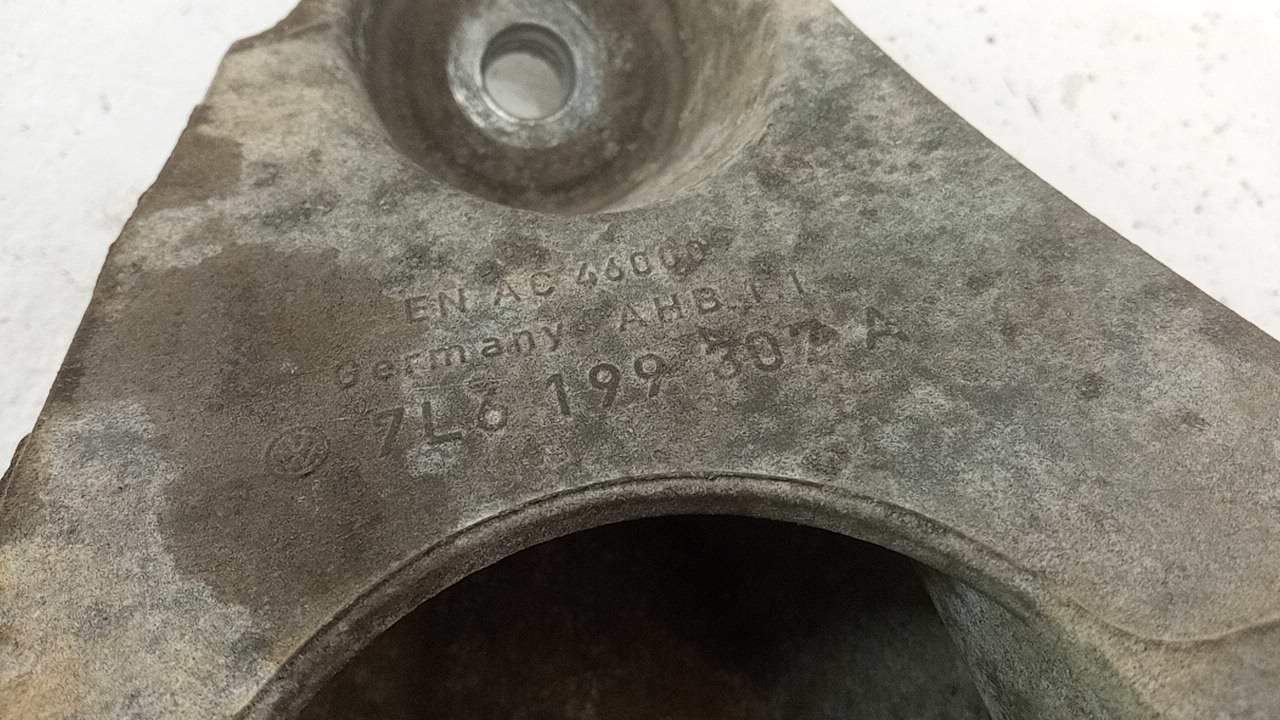 EN AC 46000
Germany AHB.1 1
7L6 199 307 A